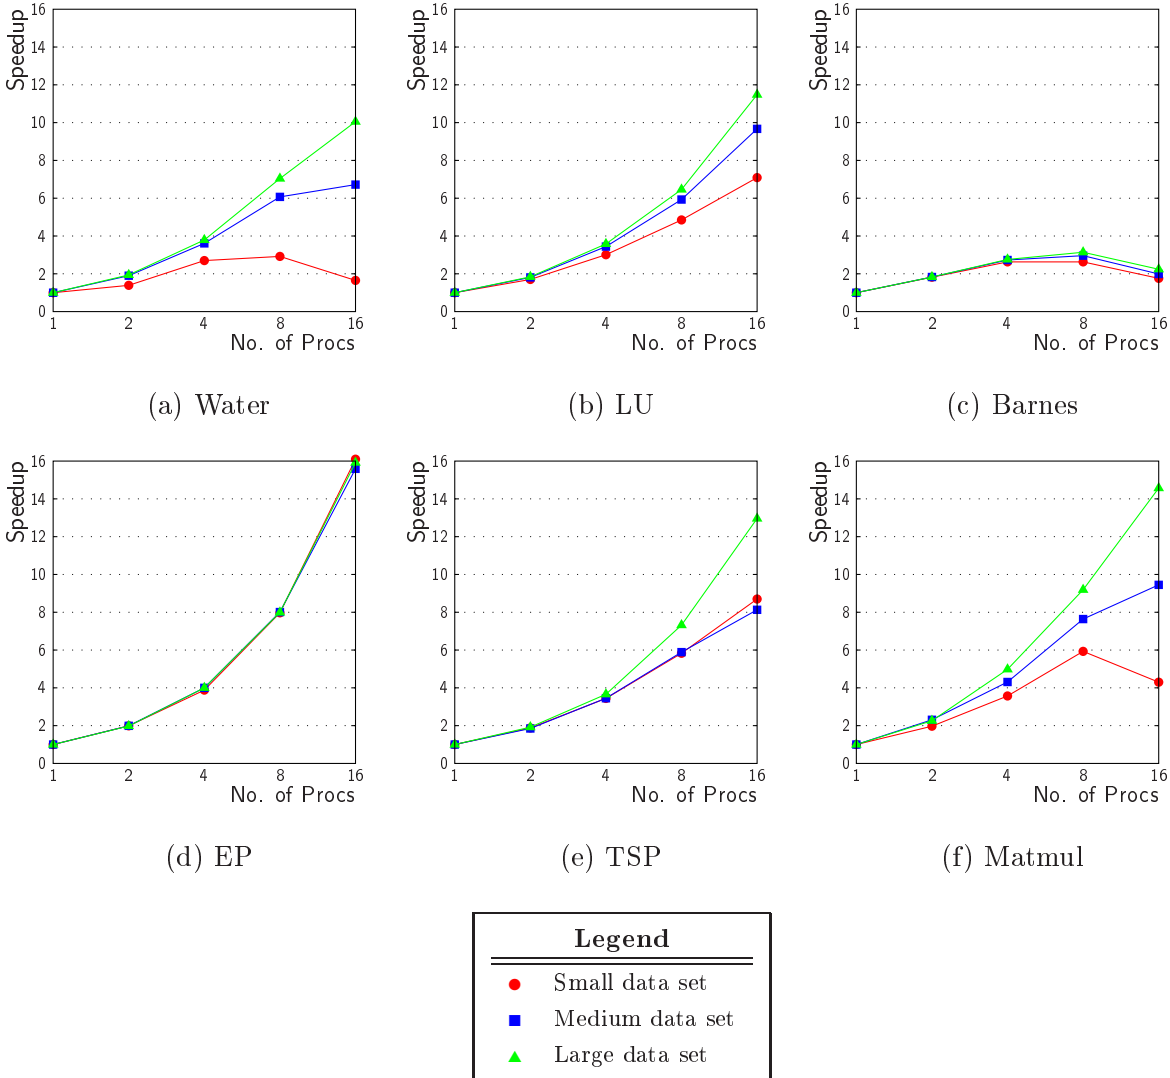 Speedup
16
14
12
10
8
6
4
2
0
1 2 4 8 16
No. of Procs
(a) Water
Speedup
16
14
12
10
8
6
4
2
0
1 2 4 8 16
No. of Procs
(b) LU
Speedup
16
14
12
10
8
6
4
2
0
1 2 4 8 16
No. of Procs
(c) Barnes
Speedup
16
14
12
10
8
6
4
2
0
1 2 4 8 16
No. of Procs
(d) EP
Speedup
16
14
12
10
8
6
4
2
0
1 2 4 8 16
No. of Procs
(e) TSP
Speedup
16
14
12
10
8
6
4
2
0
1 2 4 8 16
No. of Procs
(f) Matmul
Legend
Small data set
Medium data set
Large data set